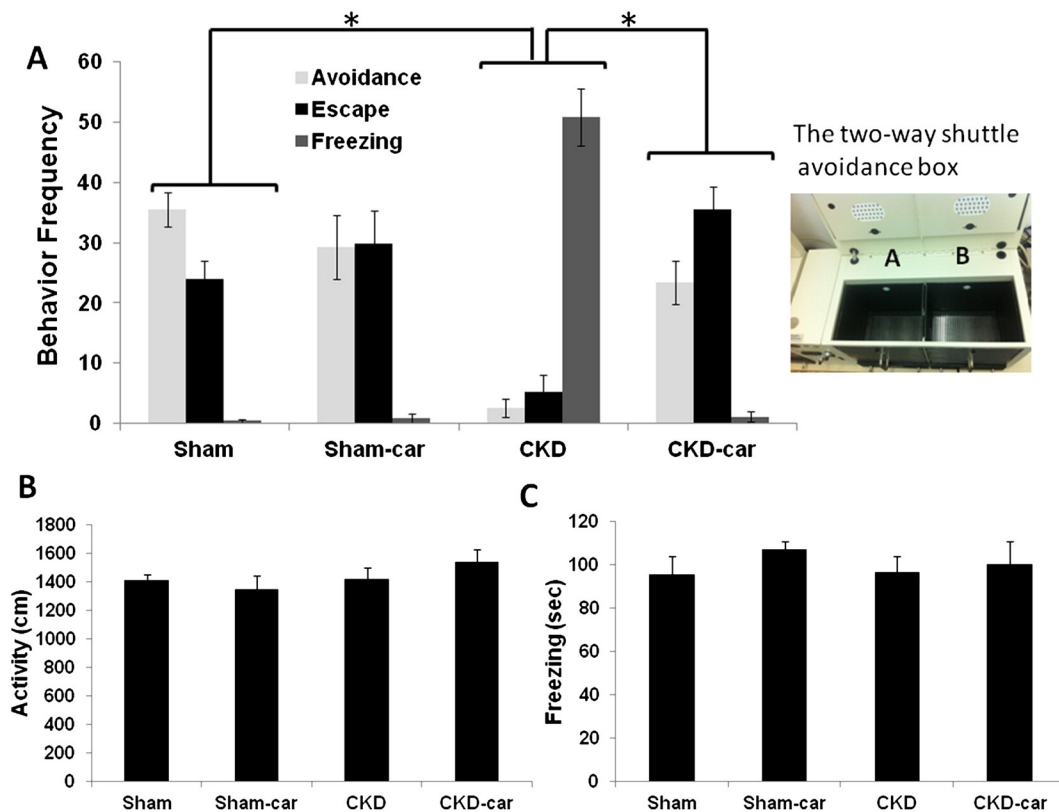 *
*
A
60
50
40
30
20
10
0
Behavior Frequency
Avoidance
Escape
Freezing
Sham
Sham-car
CKD
CKD-car
The two-way shuttle
avoidance box
A
B
B
1800
1600
1400
1200
1000
800
600
400
200
0
Activity (cm)
Sham
Sham-car
CKD
CKD-car
C
120
100
80
60
40
20
0
Freezing (sec)
Sham
Sham-car
CKD
CKD-car